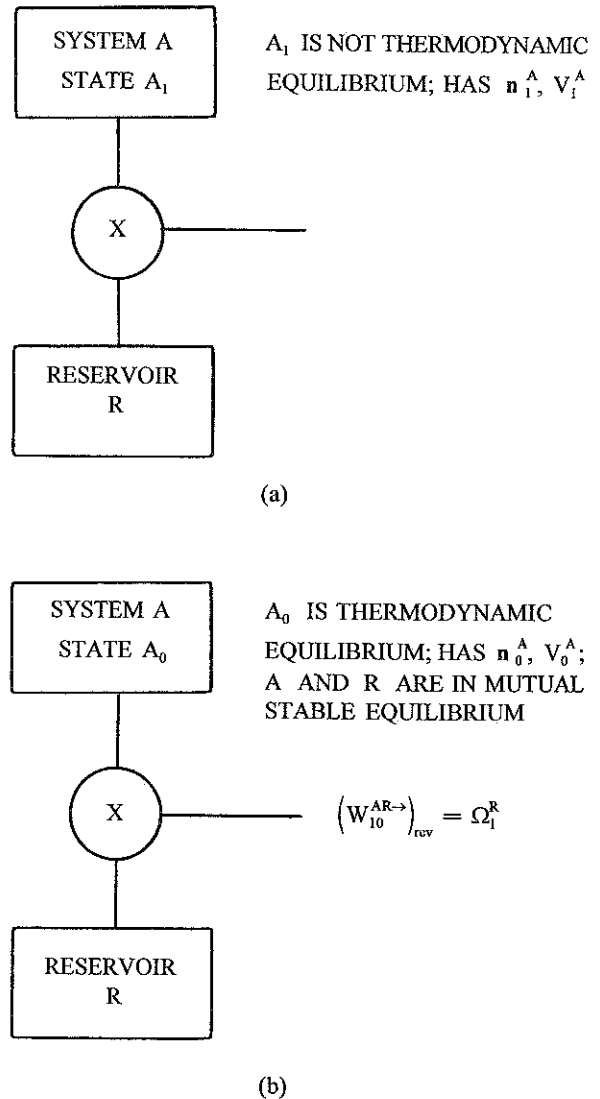 SYSTEM A
STATE A₁
A₁ IS NOT THERMODYNAMIC
EQUILIBRIUM; HAS n₁ᴬ, V₁ᴬ
X
RESERVOIR
R
(a)
SYSTEM A
STATE A₀
A₀ IS THERMODYNAMIC
EQUILIBRIUM; HAS n₀ᴬ, V₀ᴬ;
A AND R ARE IN MUTUAL
STABLE EQUILIBRIUM
X
(W₁₀ᴬᴿ→)rev = Ω₁ᴿ
RESERVOIR
R
(b)